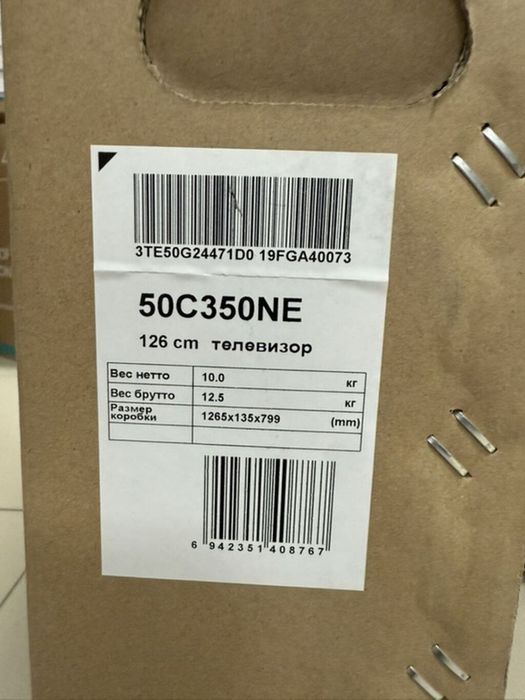 3TE50G24471D0 19FGA40073
50C350NE
126 cm телевизор
Вес нетто 10.0 кг
Вес брутто 12.5 кг
Размер
коробки 1265x135x799 (mm)
6 942351 408767